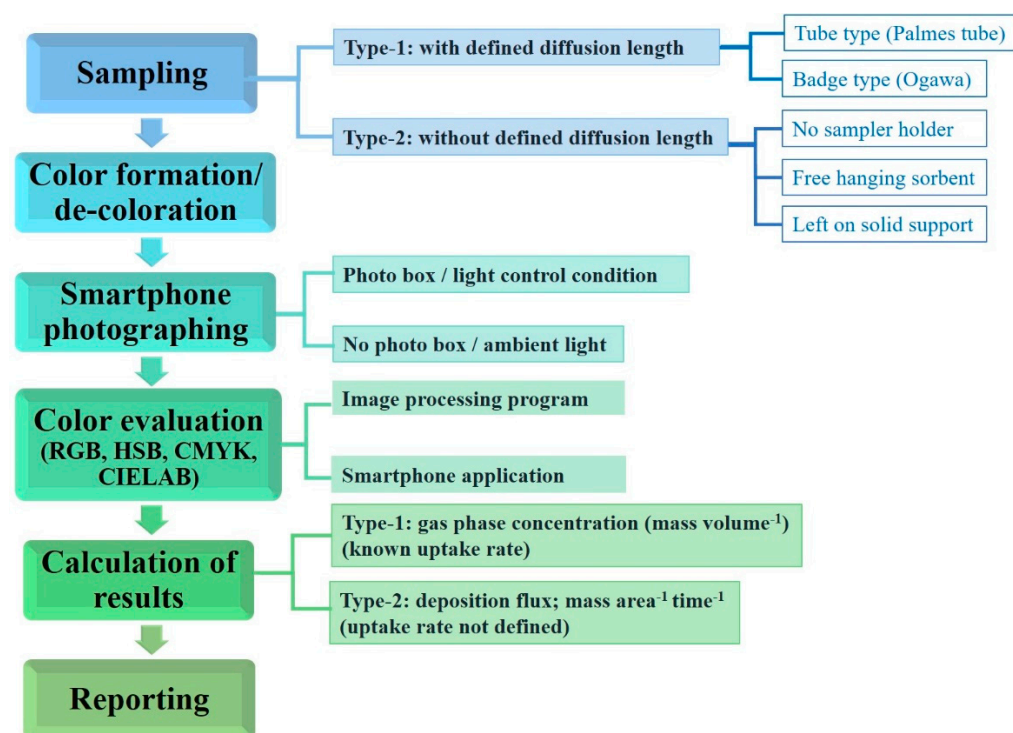 Sampling
Type-1: with defined diffusion length
Tube type (Palmes tube)
Badge type (Ogawa)
Type-2: without defined diffusion length
No sampler holder
Free hanging sorbent
Left on solid support
Color formation/
de-coloration
Smartphone
photographing
Photo box / light control condition
No photo box / ambient light
Color evaluation
(RGB, HSB, CMYK,
CIELAB)
Image processing program
Smartphone application
Calculation of
results
Type-1: gas phase concentration (mass volume⁻¹)
(known uptake rate)
Type-2: deposition flux; mass area⁻¹ time⁻¹
(uptake rate not defined)
Reporting